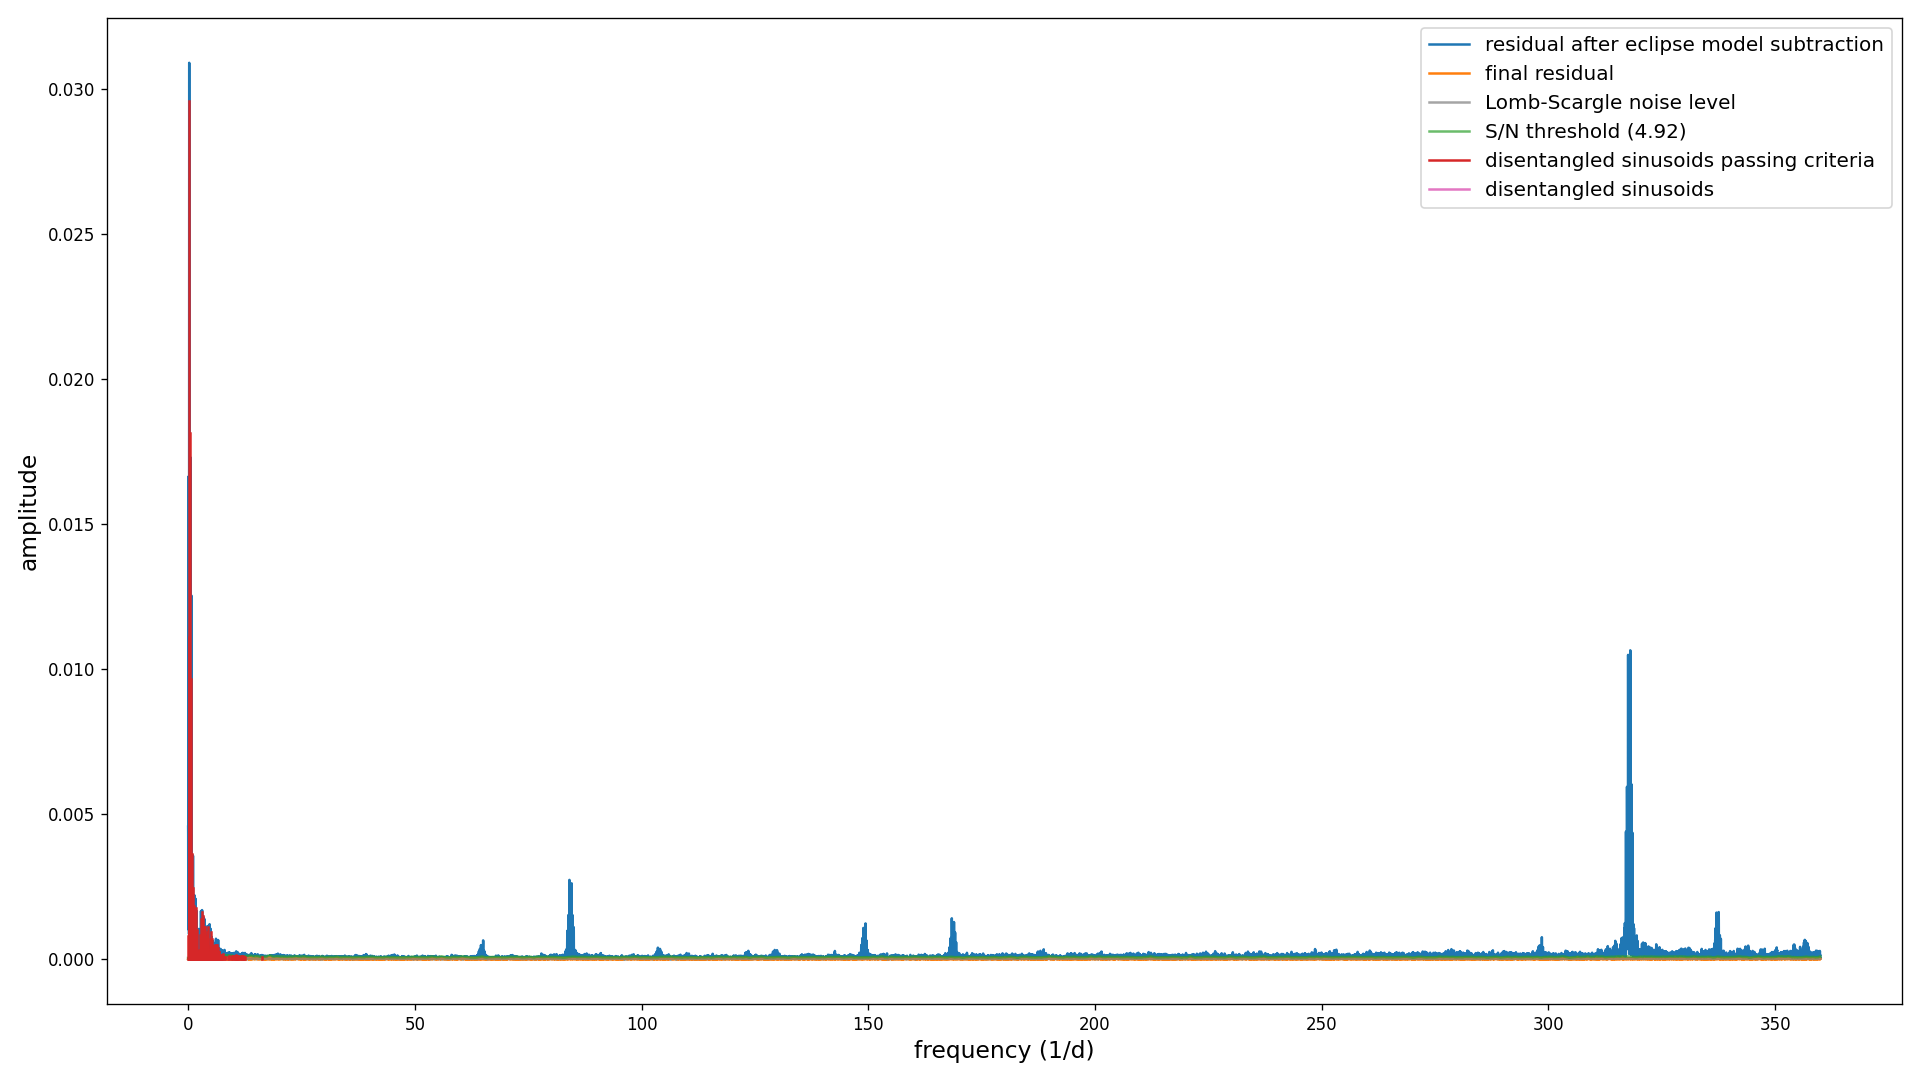 residual after eclipse model subtraction
final residual
Lomb-Scargle noise level
S/N threshold (4.92)
disentangled sinusoids passing criteria
disentangled sinusoids
amplitude
0.030
0.025
0.020
0.015
0.010
0.005
0.000
0 50 100 150 200 250 300 350
frequency (1/d)